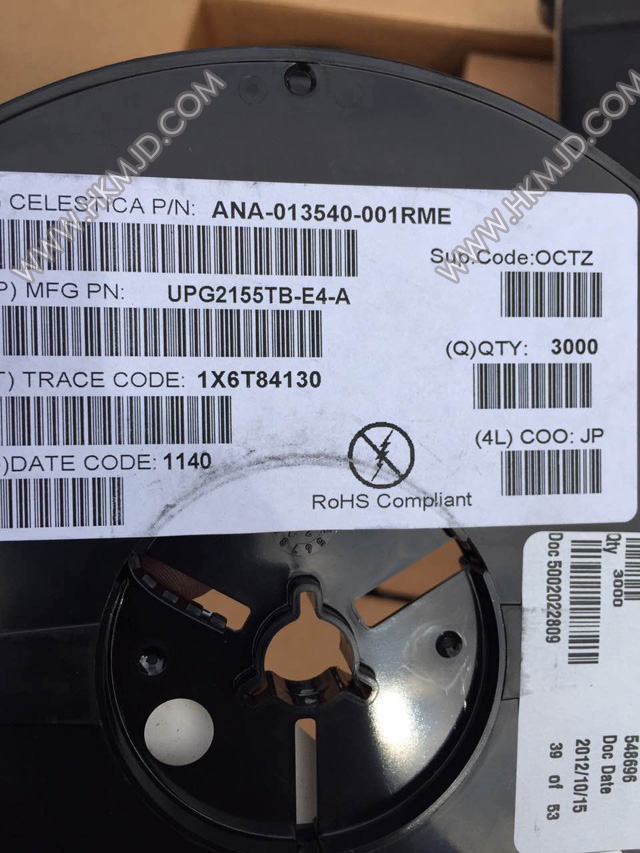 WWW.HKMJD.COM
WWW.HKMJD.COM
CELESTICA P/N: ANA-013540-001RME
Sup.Code:OCTZ
P) MFG PN: UPG2155TB-E4-A
(Q)QTY: 3000
T) TRACE CODE: 1X6T84130
(4L) COO: JP
)DATE CODE: 1140
RoHS Compliant
Qty 3000
Doc 5002022809
548696
Doc Date
2012/10/15
39 of 53